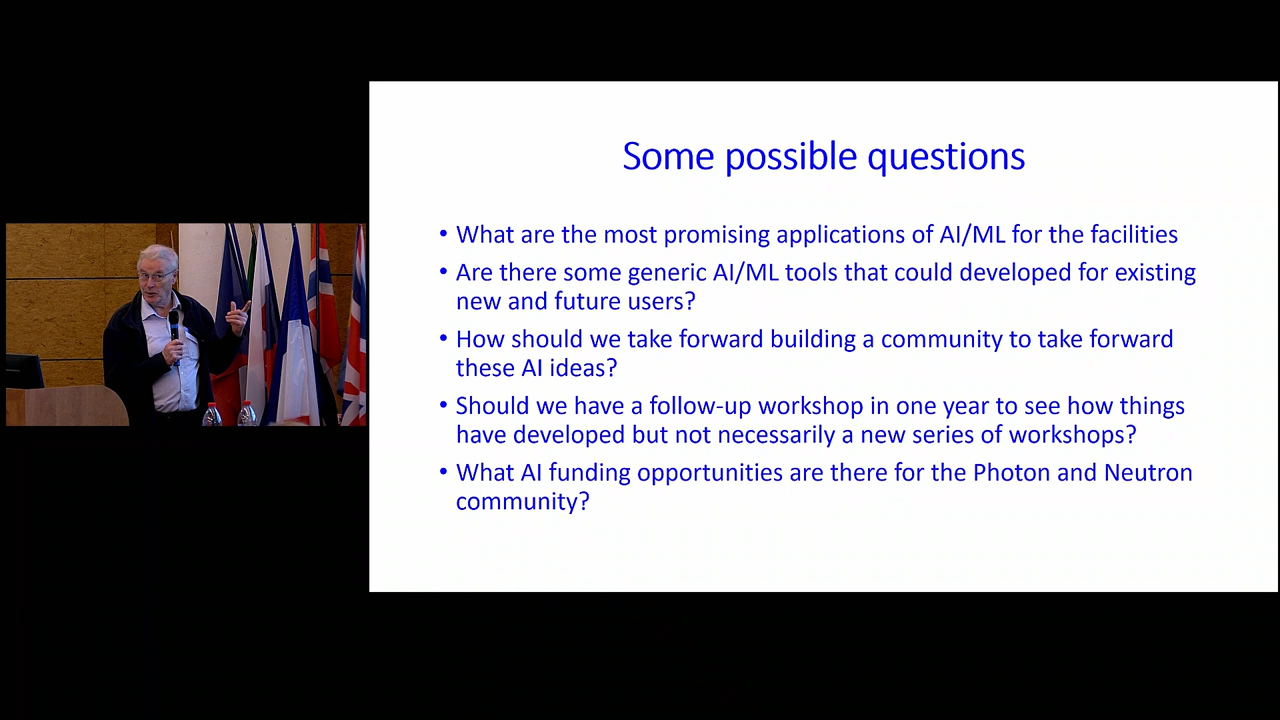 Some possible questions
• What are the most promising applications of AI/ML for the facilities
• Are there some generic AI/ML tools that could developed for existing
new and future users?
• How should we take forward building a community to take forward
these AI ideas?
• Should we have a follow-up workshop in one year to see how things
have developed but not necessarily a new series of workshops?
• What AI funding opportunities are there for the Photon and Neutron
community?